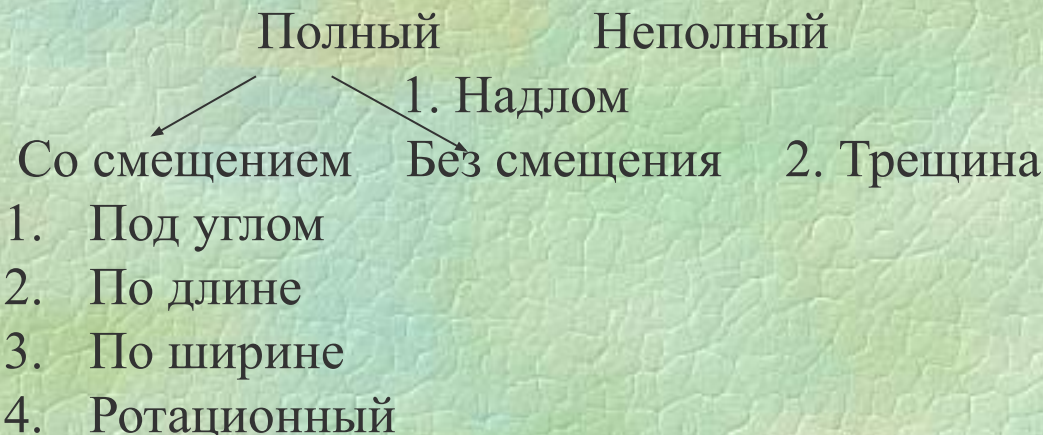 Полный Неполный
1. Надлом
Со смещением Без смещения 2. Трещина
1. Под углом
2. По длине
3. По ширине
4. Ротационный